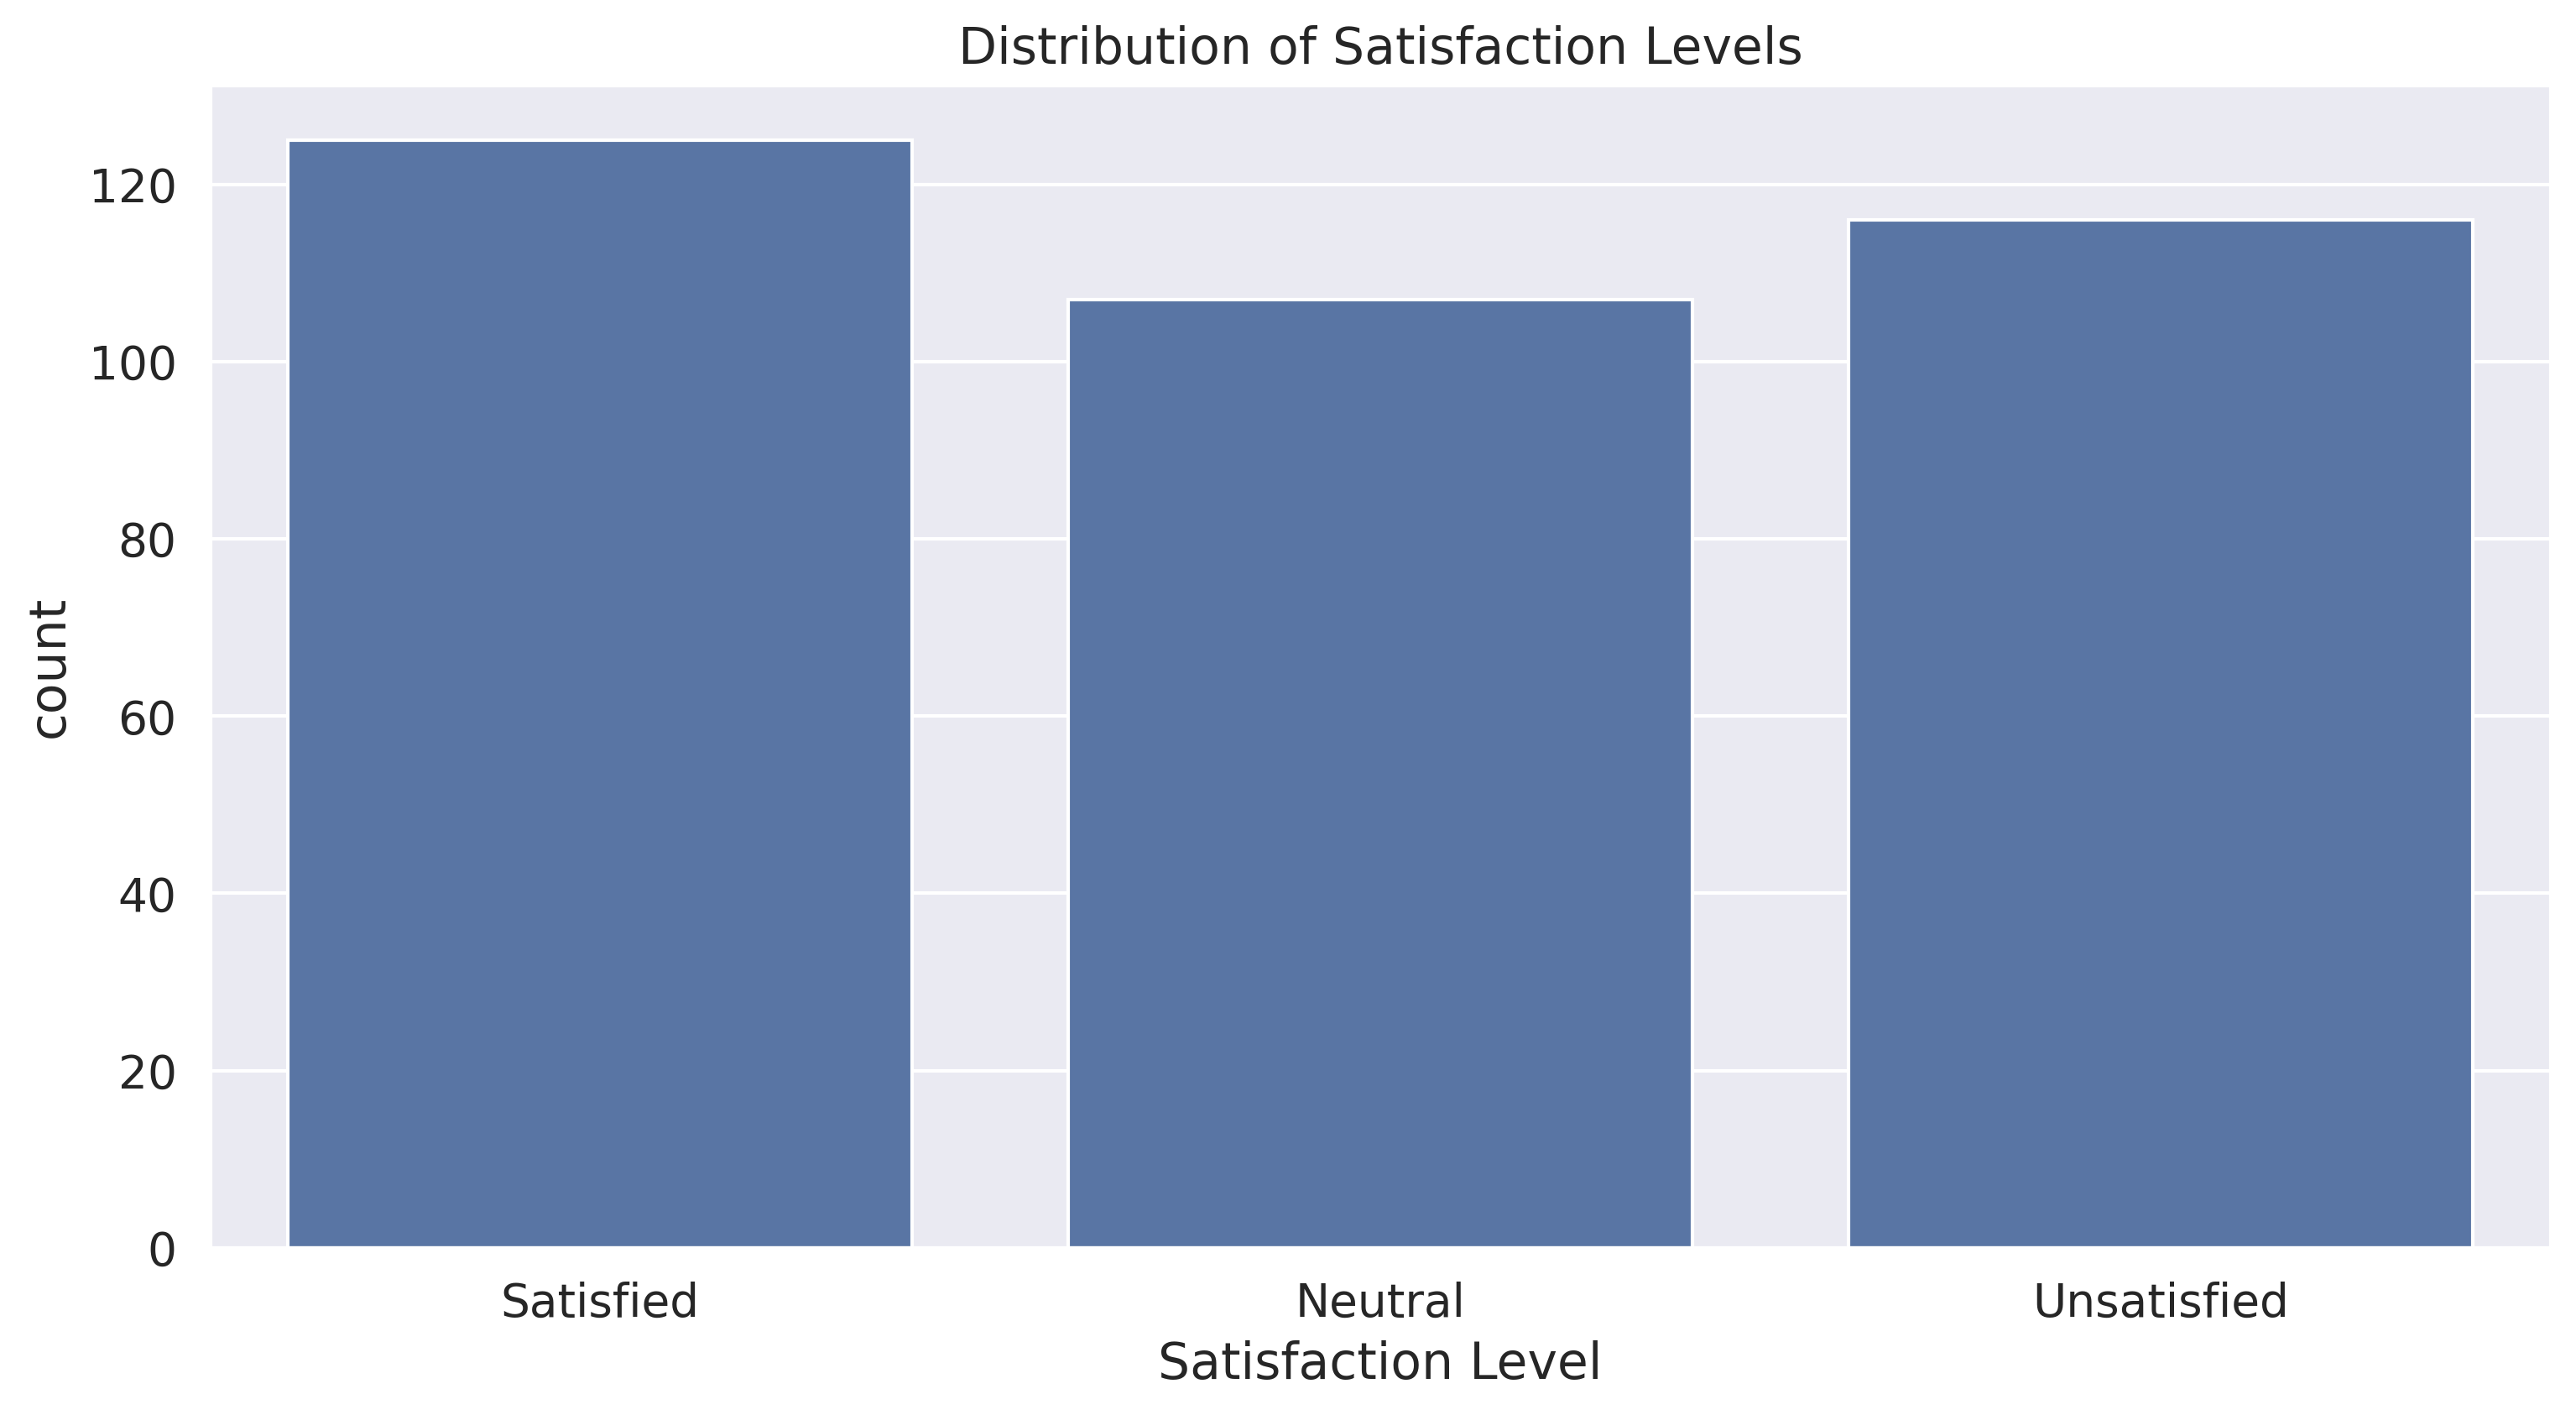 Distribution of Satisfaction Levels
120
100
80
60
40
20
0
count
Satisfied Neutral Unsatisfied
Satisfaction Level